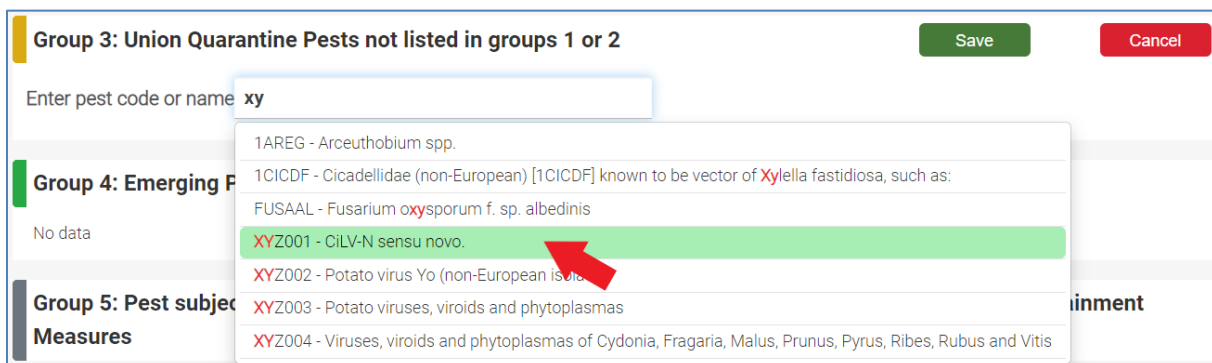 Group 3: Union Quarantine Pests not listed in groups 1 or 2
Save
Cancel
Enter pest code or name xy
1AREG - Arceuthobium spp.
1CICDF - Cicadellidae (non-European) [1CICDF] known to be vector of Xylella fastidiosa, such as:
Group 4: Emerging P
FUSAAL - Fusarium oxysporum f. sp. albedinis
No data
XYZ001 - CiLV-N sensu novo.
XYZ002 - Potato virus Yo (non-European
Group 5: Pest subjec
XYZ003 - Potato viruses, viroids and phytoplasmas
ainment
Measures
XYZ004 - Viruses, viroids and phytoplasmas of Cydonia, Fragaria, Malus, Prunus, Pyrus, Ribes, Rubus and Vitis